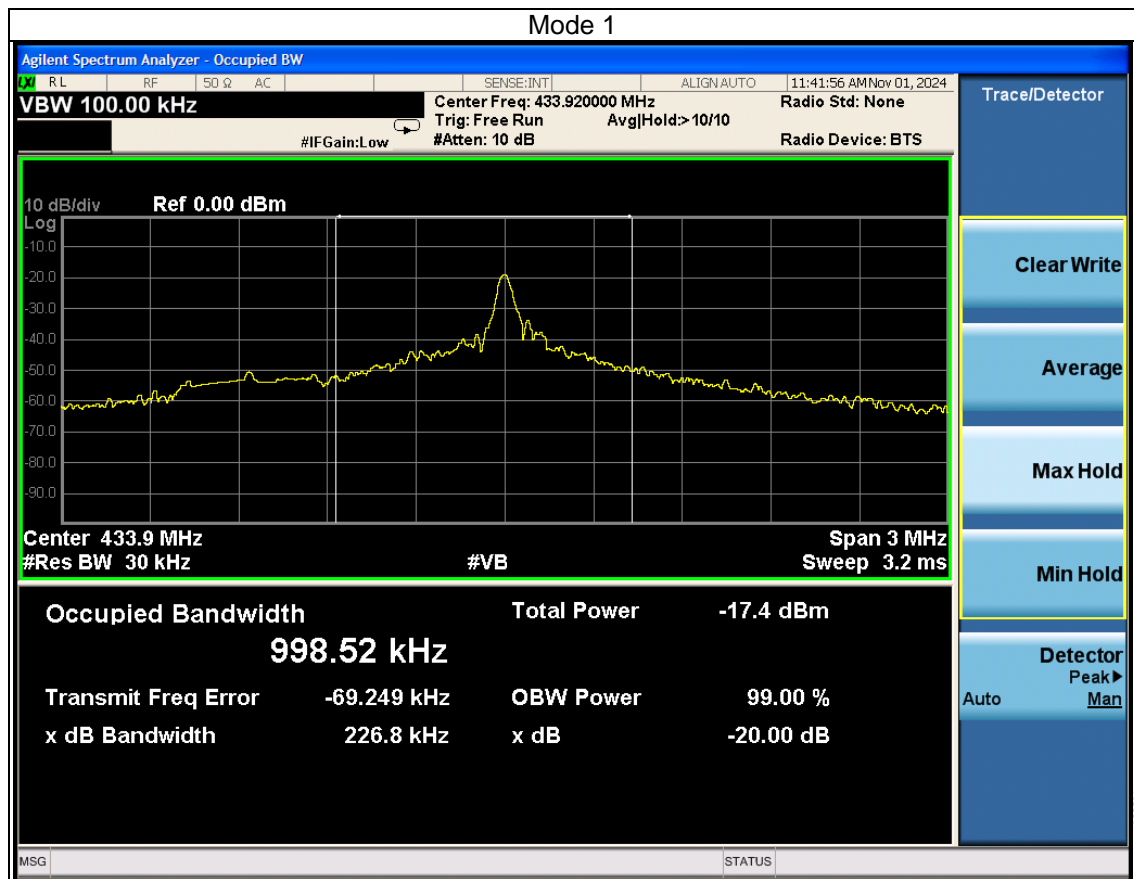 Mode 1
Agilent Spectrum Analyzer - Occupied BW
LXI RL RF 50 Ω AC SENSE:INT ALIGN AUTO 11:41:56 AM Nov 01, 2024
VBW 100.00 kHz
Center Freq: 433.920000 MHz Radio Std: None
Trig: Free Run Avg|Hold:> 10/10
#IFGain:Low #Atten: 10 dB Radio Device: BTS
10 dB/div Ref 0.00 dBm
Log
-10.0
-20.0
-30.0
-40.0
-50.0
-60.0
-70.0
-80.0
-90.0
Center 433.9 MHz Span 3 MHz
#Res BW 30 kHz #VB Sweep 3.2 ms
Occupied Bandwidth Total Power -17.4 dBm
998.52 kHz
Transmit Freq Error -69.249 kHz OBW Power 99.00 %
x dB Bandwidth 226.8 kHz x dB -20.00 dB
Trace/Detector
Clear Write
Average
Max Hold
Min Hold
Detector
Peak▶
Auto Man
MSG STATUS